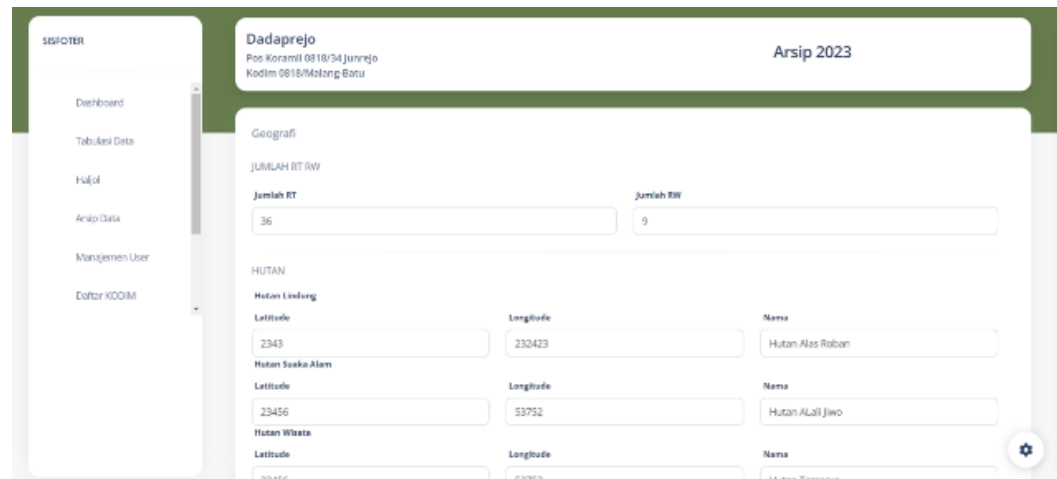 SISFOTER
Dashboard
Tabulasi Data
Haljol
Arsip Data
Manajemen User
Daftar KODIM
Dadaprejo
Pos Koramil 0818/34 Junrejo
Kodim 0818/Malang-Batu
Arsip 2023
Geografi
JUMLAH RT RW
Jumlah RT Jumlah RW
36 9
HUTAN
Hutan Lindung
Latitude Longitude Nama
2343 232423 Hutan Alas Roban
Hutan Suaka Alam
Latitude Longitude Nama
23456 53752 Hutan ALali Jiwo
Hutan Wisata
Latitude Longitude Nama
Hutan